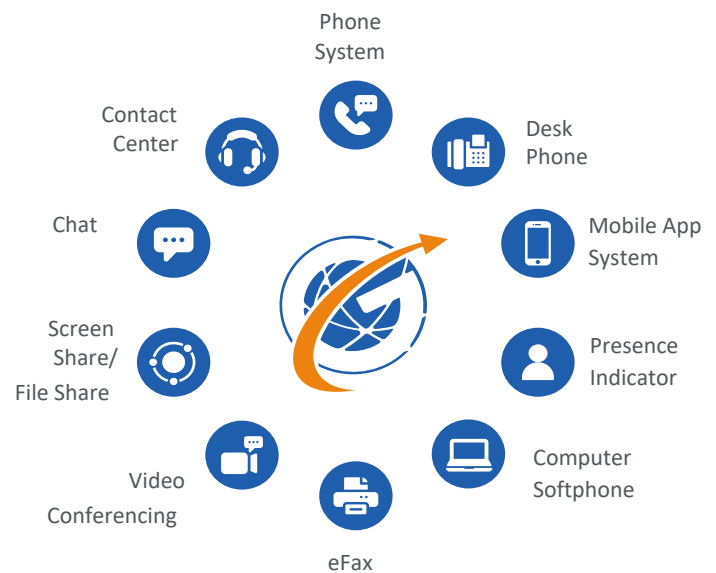 Phone
System
Desk
Phone
Mobile App
System
Presence
Indicator
Computer
Softphone
eFax
Video
Conferencing
Screen
Share/
File Share
Chat
Contact
Center